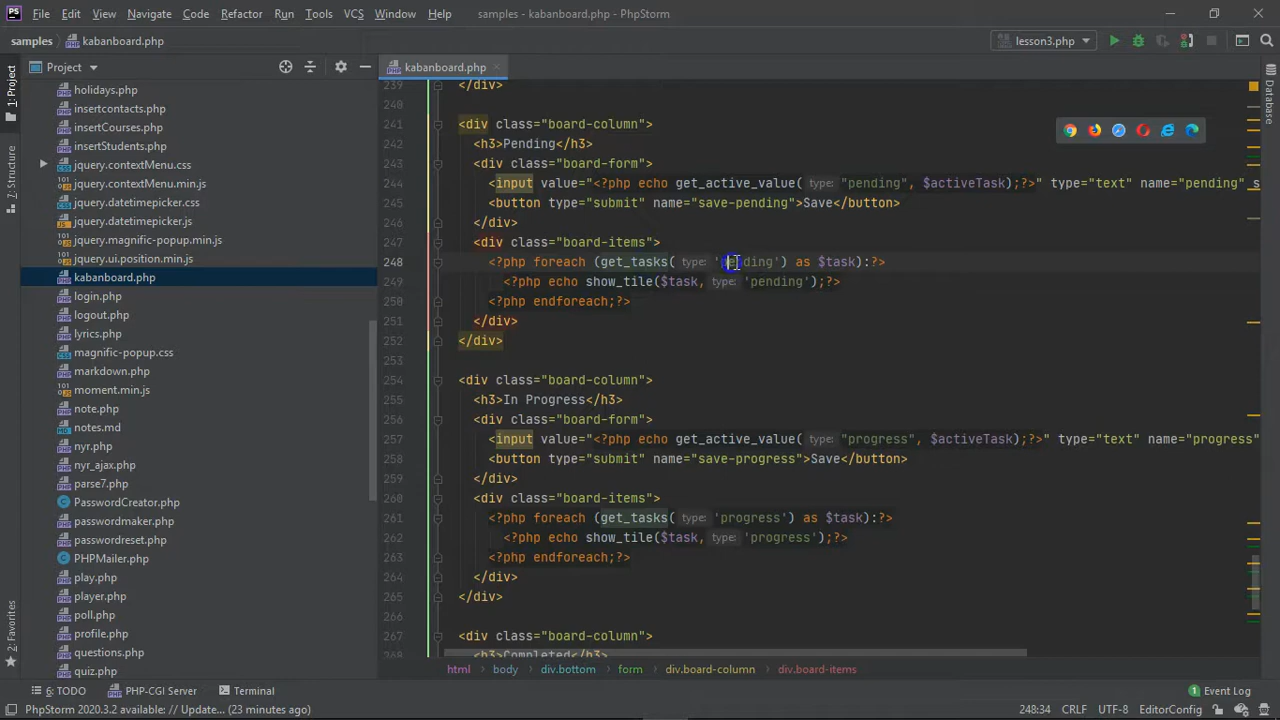 PS File Edit View Navigate Code Refactor Run Tools VCS Window Help samples - kabanboard.php - PhpStorm
samples kabanboard.php lesson3.php
Project kabanboard.php
1: Project
Z: Structure
2: Favorites
Database
holidays.php
insertcontacts.php
insertCourses.php
insertStudents.php
jquery.contextMenu.css
jquery.contextMenu.min.js
jquery.datetimepicker.css
jquery.datetimepicker.js
jquery.magnific-popup.min.js
jquery.ui.position.min.js
kabanboard.php
login.php
logout.php
lyrics.php
magnific-popup.css
markdown.php
moment.min.js
note.php
notes.md
nyr.php
nyr_ajax.php
parse7.php
PasswordCreator.php
passwordmaker.php
passwordreset.php
PHPMailer.php
play.php
player.php
poll.php
profile.php
questions.php
quiz.php
239 </div>
240
241 <div class="board-column">
242 <h3>Pending</h3>
243 <div class="board-form">
244 <input value="<?php echo get_active_value( type: "pending", $activeTask);?>" type="text" name="pending" s
245 <button type="submit" name="save-pending">Save</button>
246 </div>
247 <div class="board-items">
248 <?php foreach (get_tasks( type: 'pending') as $task):?>
249 <?php echo show_tile($task, type: 'pending');?>
250 <?php endforeach;?>
251 </div>
252 </div>
253
254 <div class="board-column">
255 <h3>In Progress</h3>
256 <div class="board-form">
257 <input value="<?php echo get_active_value( type: "progress", $activeTask);?>" type="text" name="progress"
258 <button type="submit" name="save-progress">Save</button>
259 </div>
260 <div class="board-items">
261 <?php foreach (get_tasks( type: 'progress') as $task):?>
262 <?php echo show_tile($task, type: 'progress');?>
263 <?php endforeach;?>
264 </div>
265 </div>
266
267 <div class="board-column">
268 <h3>Completed</h3>
html body div.bottom form div.board-column div.board-items
6: TODO PHP-CGI Server Terminal 1 Event Log
PhpStorm 2020.3.2 available: // Update... (23 minutes ago) 248:34 CRLF UTF-8 EditorConfig